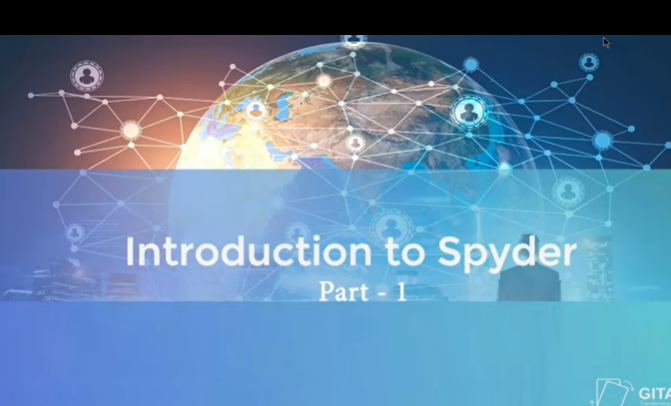 Introduction to Spyder
Part - 1
GITA